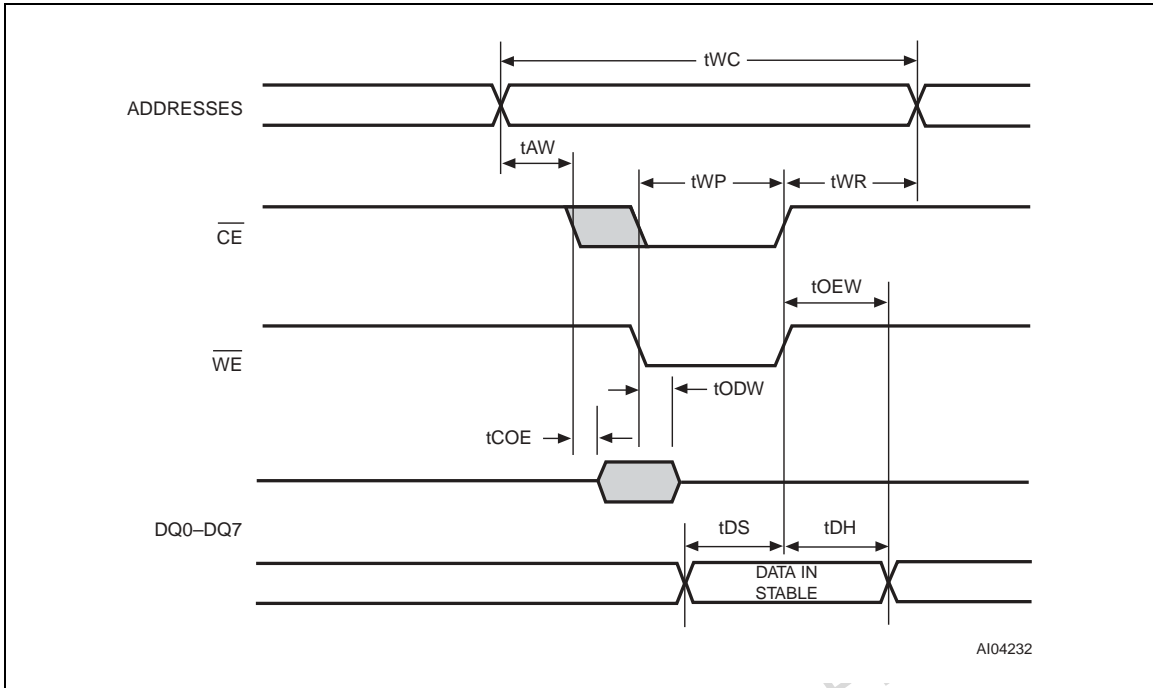 tWC
ADDRESSES
tAW
tWP
tWR
CE
tOEW
WE
tODW
tCOE
DQ0–DQ7
tDS
tDH
DATA IN
STABLE
AI04232